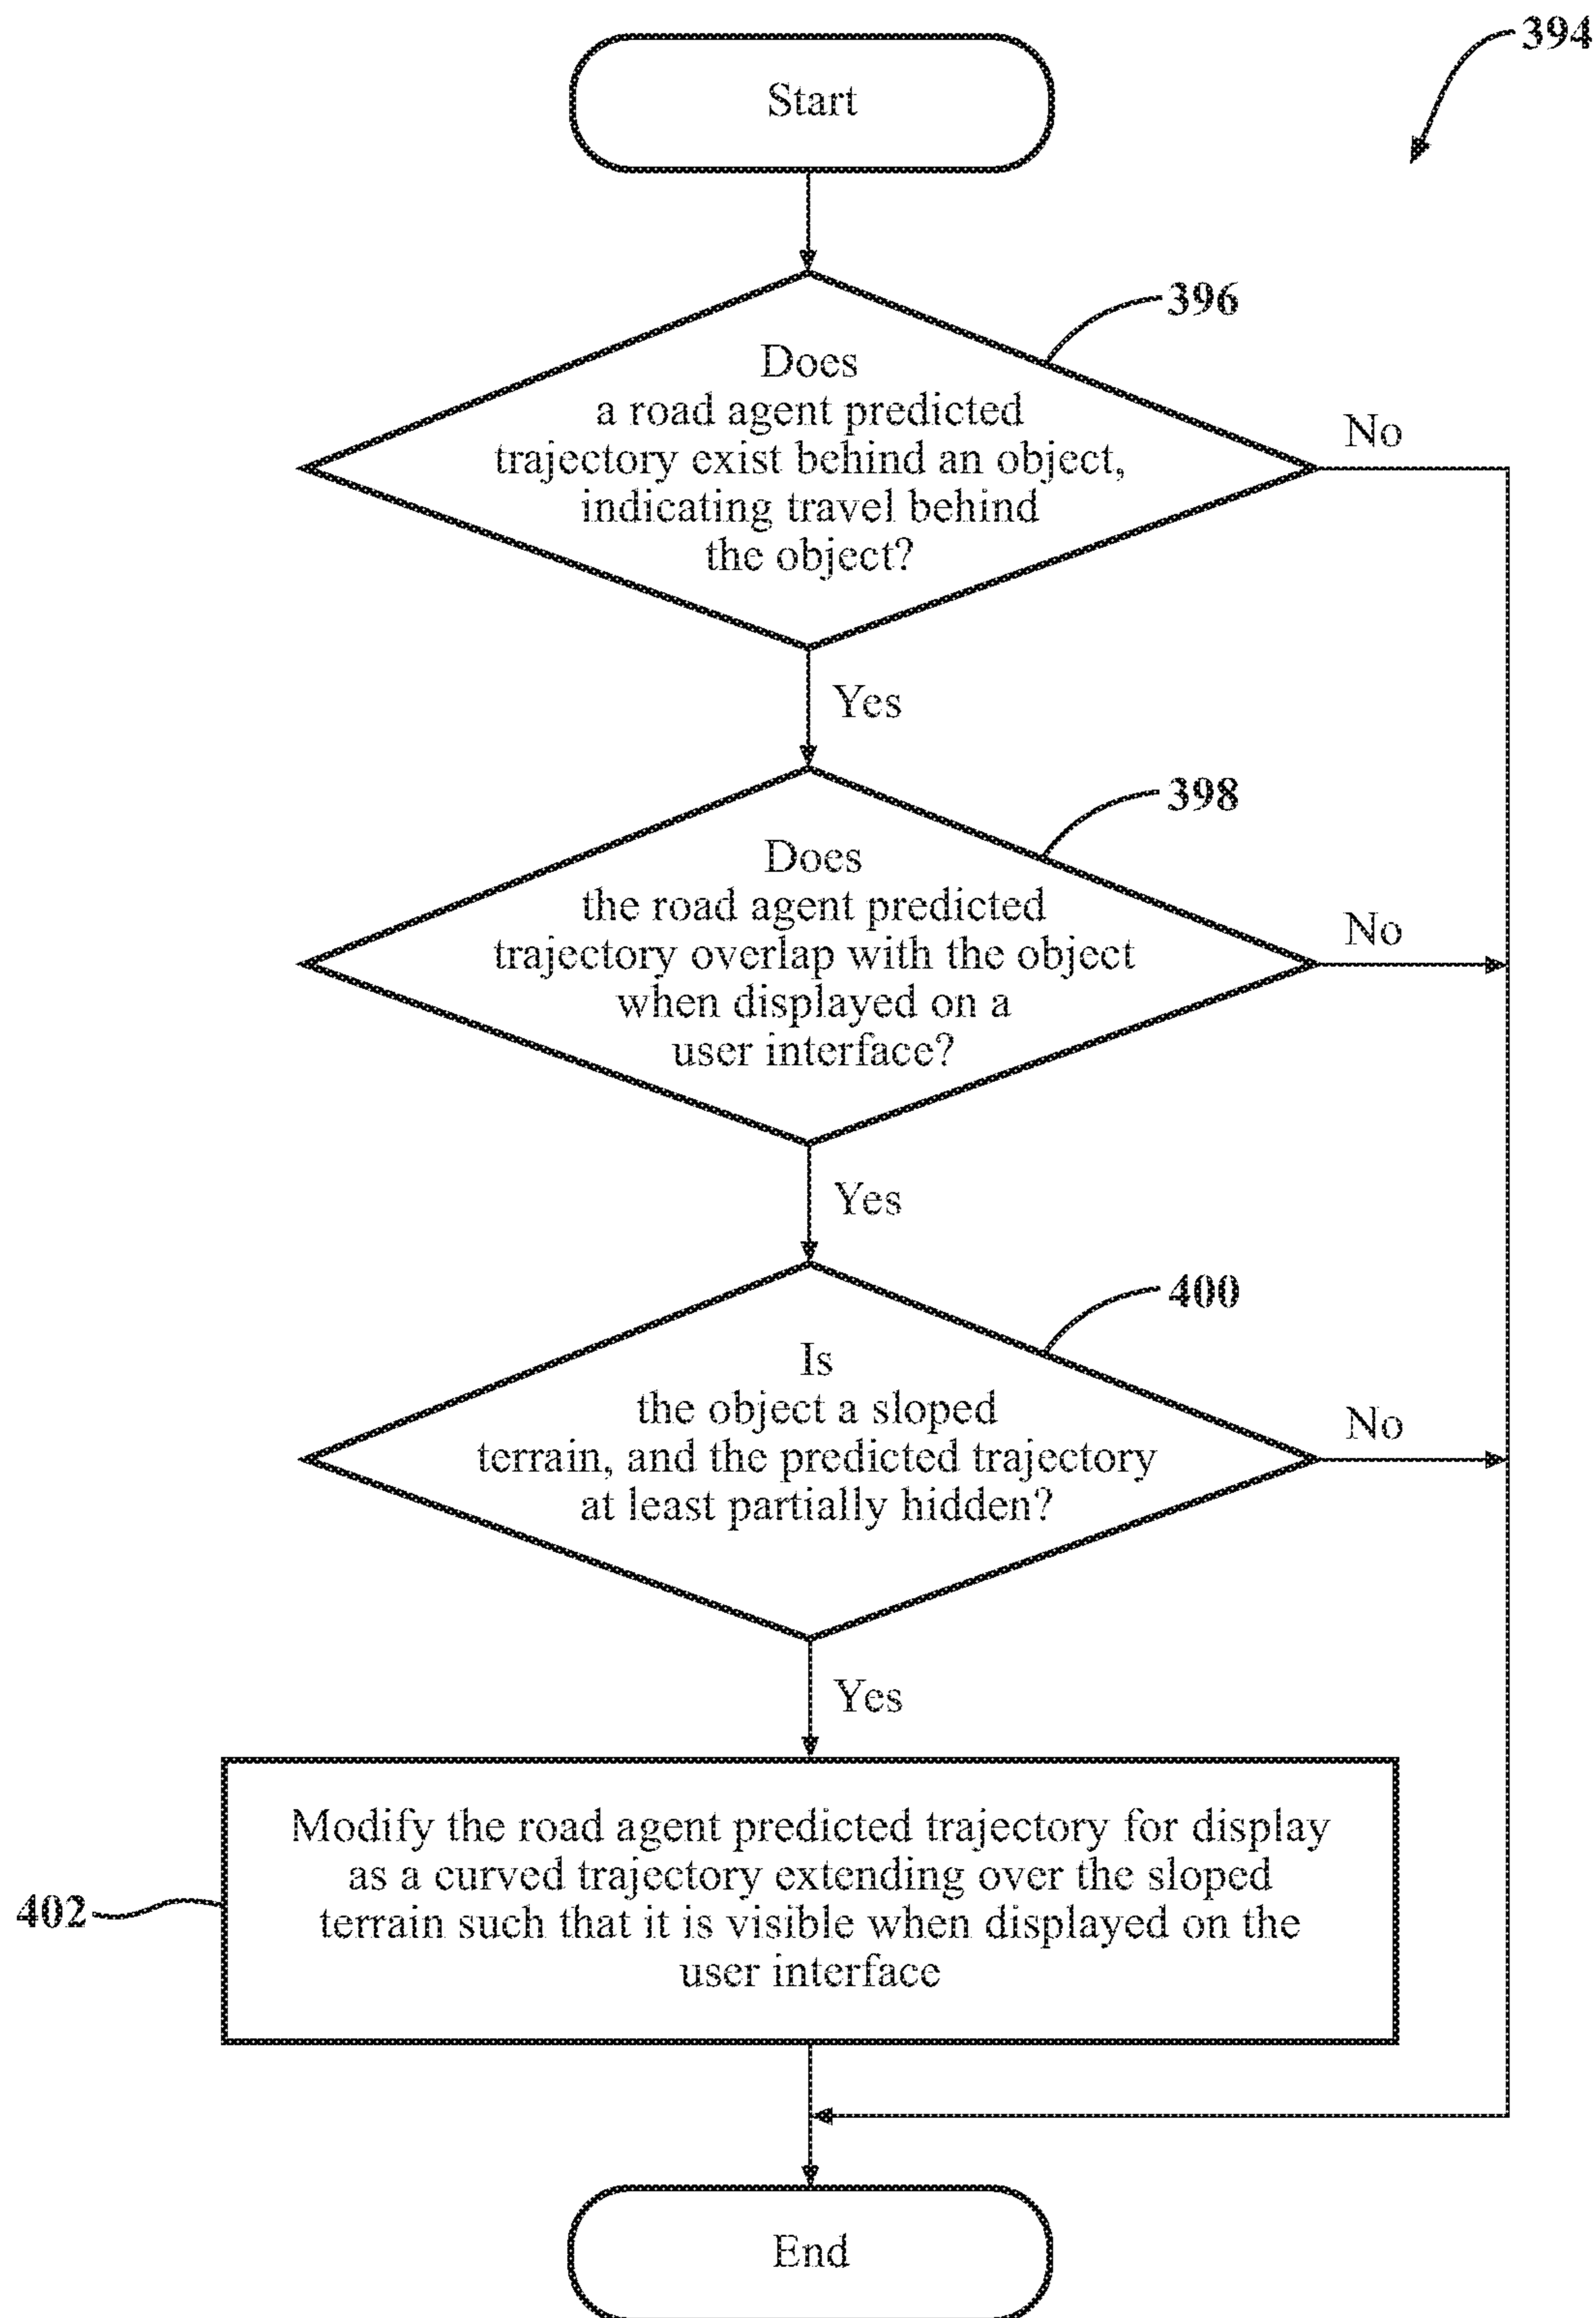 394
Start
396
Does
a road agent predicted
trajectory exist behind an object,
indicating travel behind
the object?
No
Yes
398
Does
the road agent predicted
trajectory overlap with the object
when displayed on a
user interface?
No
Yes
400
Is
the object a sloped
terrain, and the predicted trajectory
at least partially hidden?
No
Yes
Modify the road agent predicted trajectory for display
as a curved trajectory extending over the sloped
terrain such that it is visible when displayed on the
user interface
402
End